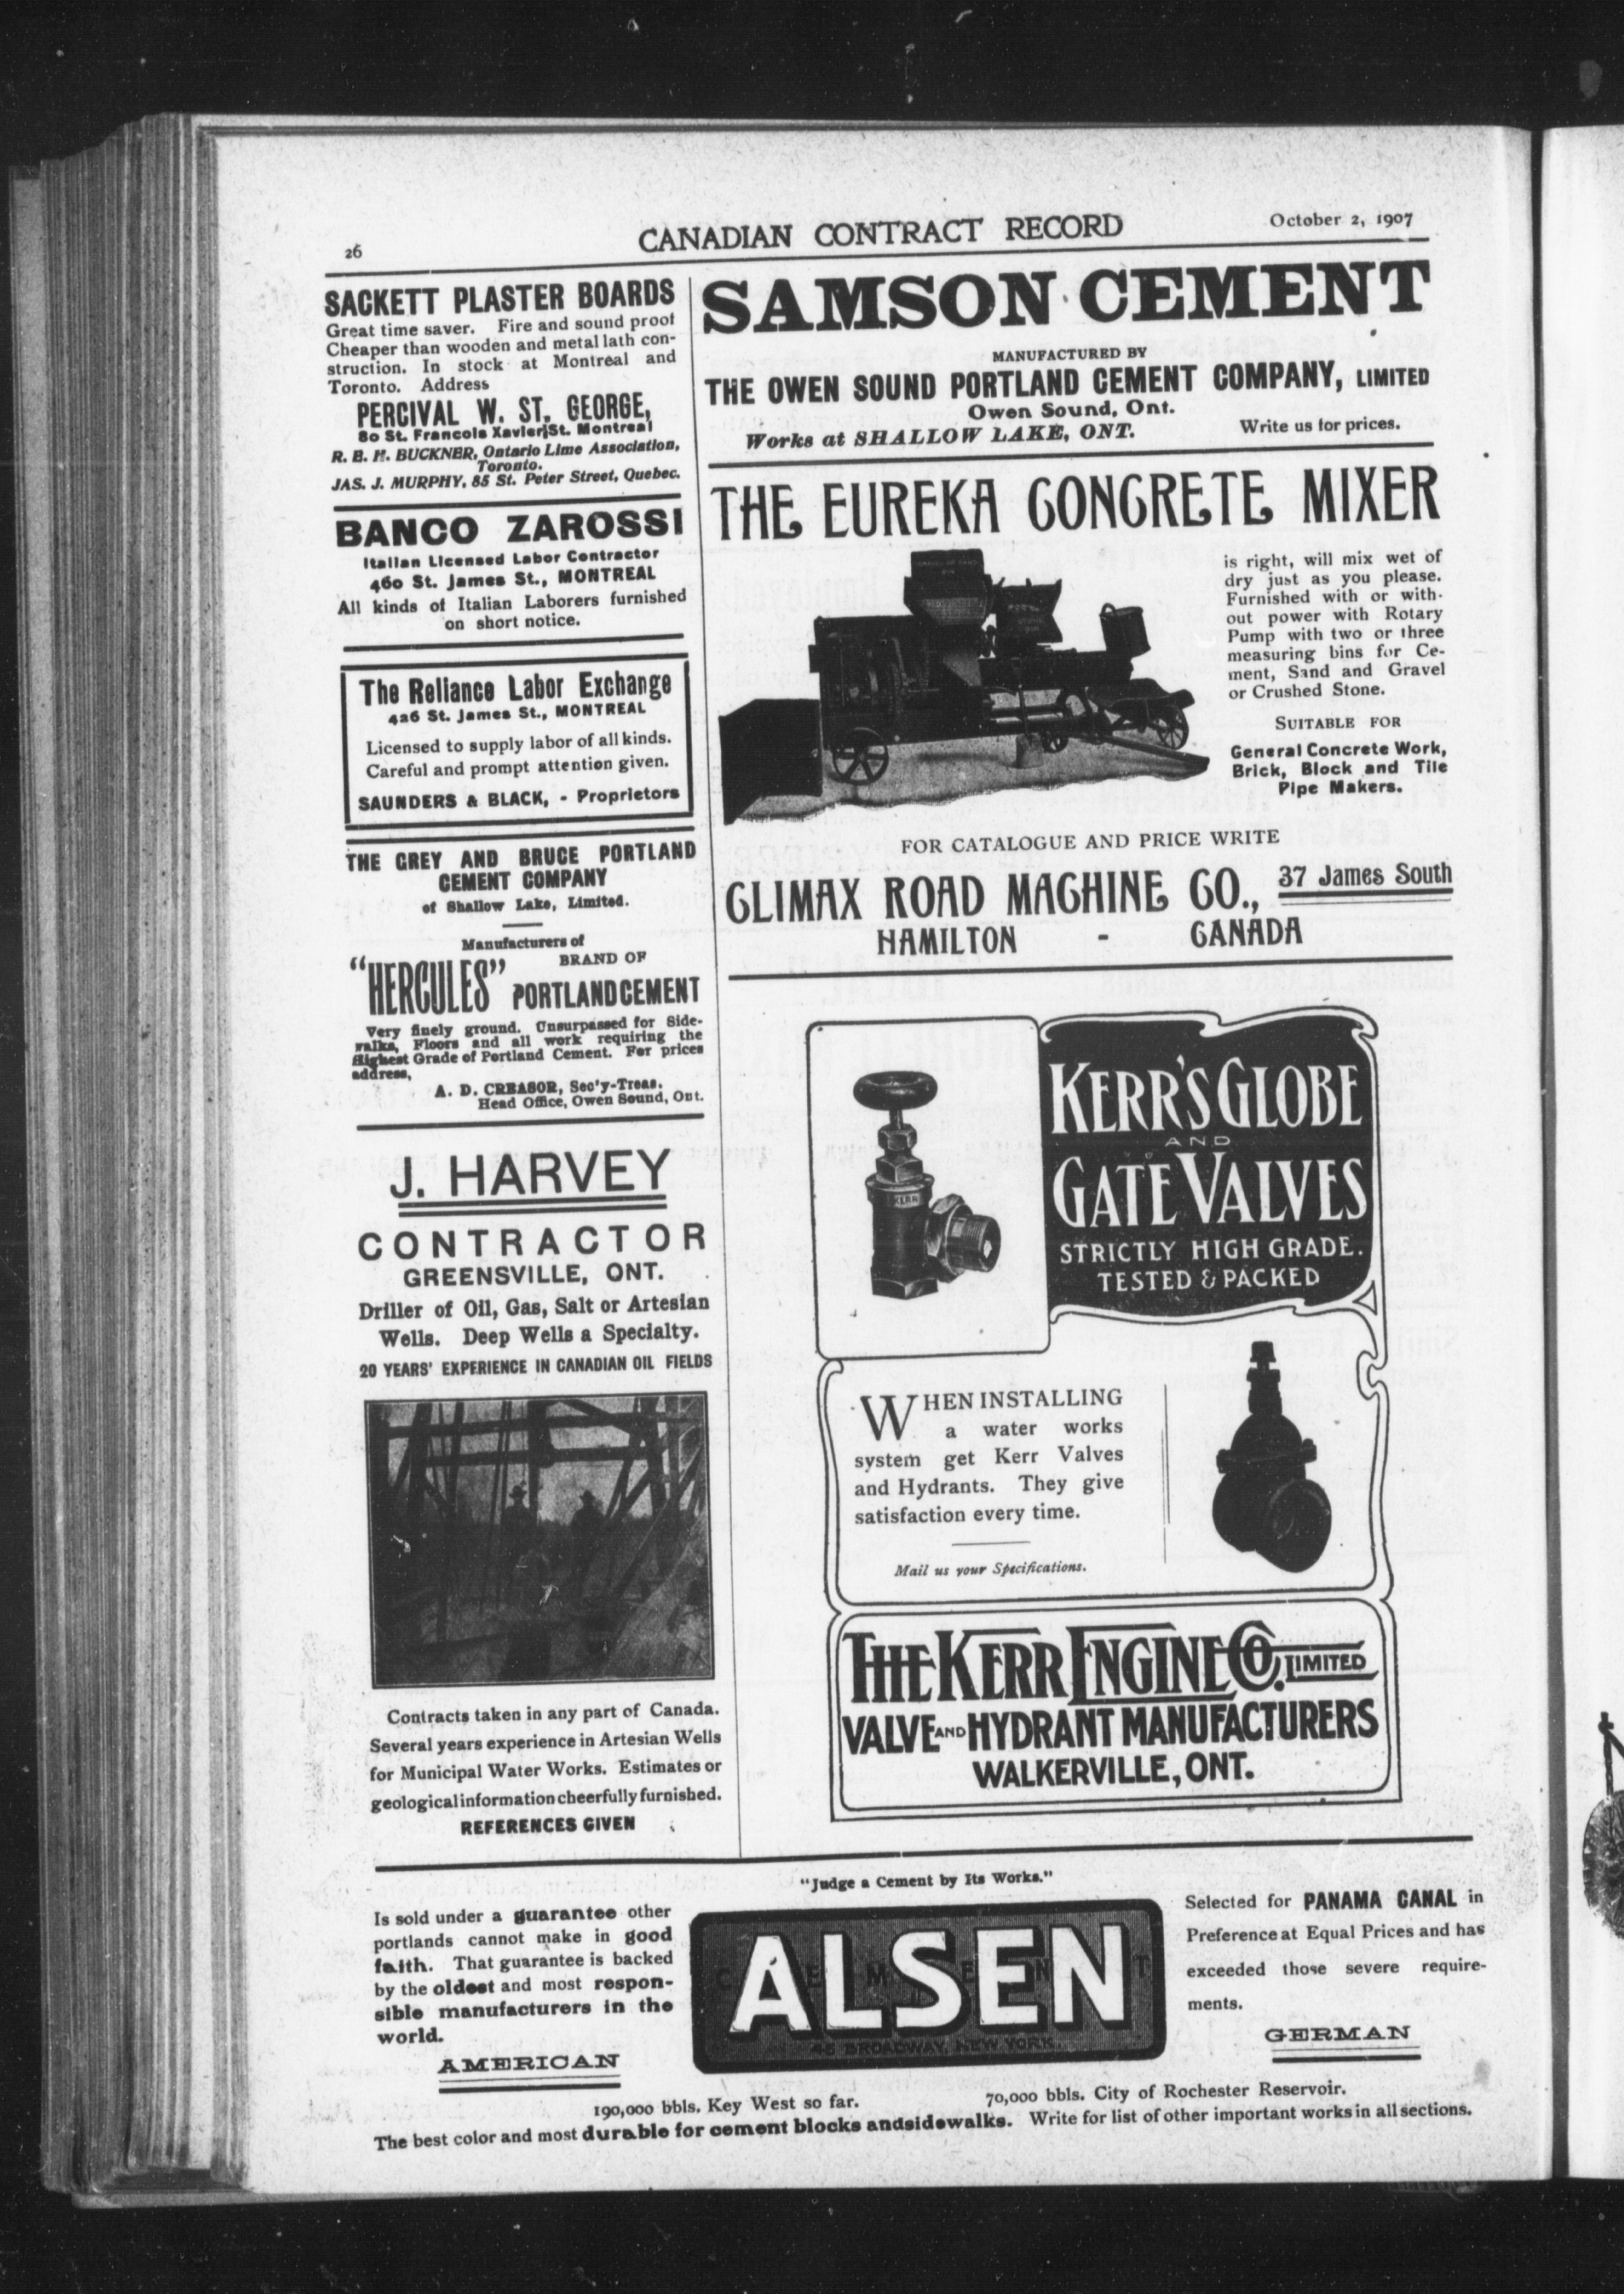 26
CANADIAN CONTRACT RECORD
October 2, 1907
SACKETT PLASTER BOARDS
Great time saver. Fire and sound proof
Cheaper than wooden and metal lath con-
struction. In stock at Montreal and
Toronto. Address
PERCIVAL W. ST. GEORGE,
80 St. Francois Xavier St. Montreal
R. B. H. BUCKNER, Ontario Lime Association,
Toronto.
JAS. J. MURPHY, 85 St. Peter Street, Quebec.
BANCO ZAROSSI
Italian Licensed Labor Contractor
460 St. James St., MONTREAL
All kinds of Italian Laborers furnished
on short notice.
The Reliance Labor Exchange
426 St. James St., MONTREAL
Licensed to supply labor of all kinds.
Careful and prompt attention given.
SAUNDERS & BLACK, - Proprietors
THE GREY AND BRUCE PORTLAND
CEMENT COMPANY
of Shallow Lake, Limited.
Manufacturers of
"HERCULES" BRAND OF
PORTLAND CEMENT
Very finely ground. Unsurpassed for Side-
walks, Floors and all work requiring the
Highest Grade of Portland Cement. For prices
address,
A. D. CREASOR, Sec'y-Treas.
Head Office, Owen Sound, Ont.
J. HARVEY
CONTRACTOR
GREENSVILLE, ONT.
Driller of Oil, Gas, Salt or Artesian
Wells. Deep Wells a Specialty.
20 YEARS' EXPERIENCE IN CANADIAN OIL FIELDS
Contracts taken in any part of Canada.
Several years experience in Artesian Wells
for Municipal Water Works. Estimates or
geological information cheerfully furnished.
REFERENCES GIVEN
SAMSON CEMENT
MANUFACTURED BY
THE OWEN SOUND PORTLAND CEMENT COMPANY, LIMITED
Owen Sound, Ont.
Works at SHALLOW LAKE, ONT.
Write us for prices.
THE EUREKA CONCRETE MIXER
is right, will mix wet of
dry just as you please.
Furnished with or with-
out power with Rotary
Pump with two or three
measuring bins for Ce-
ment, Sand and Gravel
or Crushed Stone.
SUITABLE FOR
General Concrete Work,
Brick, Block and Tile
Pipe Makers.
FOR CATALOGUE AND PRICE WRITE
CLIMAX ROAD MACHINE CO., 37 James South
HAMILTON - CANADA
KERR'S GLOBE
AND
GATE VALVES
STRICTLY HIGH GRADE.
TESTED & PACKED
KERR
WHEN INSTALLING
a water works
system get Kerr Valves
and Hydrants. They give
satisfaction every time.
Mail us your Specifications.
THE KERR ENGINE CO. LIMITED
VALVE AND HYDRANT MANUFACTURERS
WALKERVILLE, ONT.
"Judge a Cement by Its Works."
Is sold under a guarantee other
portlands cannot make in good
faith. That guarantee is backed
by the oldest and most respon-
sible manufacturers in the
world.
AMERICAN
ALSEN
CEMENT
45 BROADWAY, NEW YORK.
Selected for PANAMA CANAL in
Preference at Equal Prices and has
exceeded those severe require-
ments.
GERMAN
190,000 bbls. Key West so far.
70,000 bbls. City of Rochester Reservoir.
The best color and most durable for cement blocks andsidewalks. Write for list of other important works in all sections.